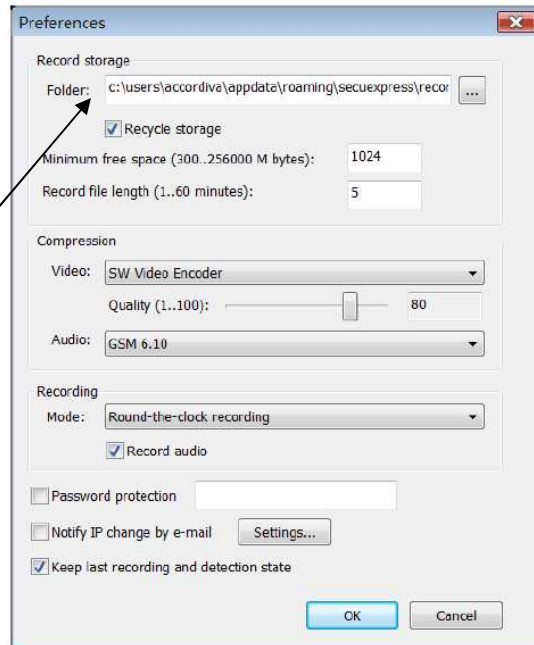 Preferences
Record storage
Folder: c:\users\accordiva\appdata\roaming\secuexpress\recor ...
Recycle storage
Minimum free space (300..256000 M bytes): 1024
Record file length (1..60 minutes): 5
Compression
Video: SW Video Encoder
Quality (1..100): 80
Audio: GSM 6.10
Recording
Mode: Round-the-clock recording
Record audio
Password protection
Notify IP change by e-mail Settings...
Keep last recording and detection state
OK Cancel